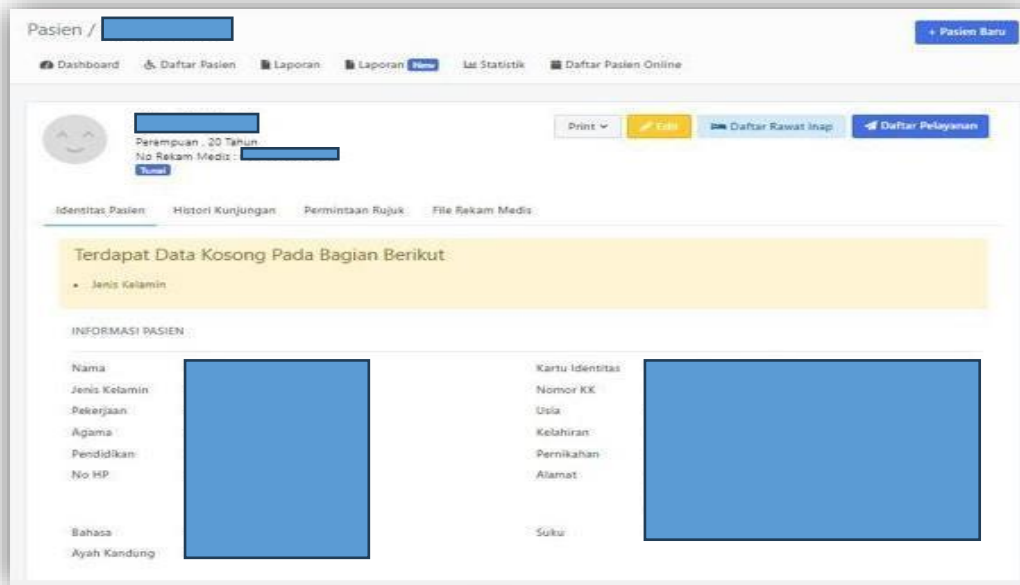 Pasien /
+ Pasien Baru
Dashboard Daftar Pasien Laporan Laporan New Statistik Daftar Pasien Online
Perempuan , 20 Tahun
No Rekam Medis :
Tunai
Print Edit Daftar Rawat Inap Daftar Pelayanan
Identitas Pasien Histori Kunjungan Permintaan Rujuk File Rekam Medis
Terdapat Data Kosong Pada Bagian Berikut
• Jenis Kelamin
INFORMASI PASIEN
Nama
Jenis Kelamin
Pekerjaan
Agama
Pendidikan
No HP
Bahasa
Ayah Kandung
Kartu Identitas
Nomor KK
Usia
Kelahiran
Pernikahan
Alamat
Suku